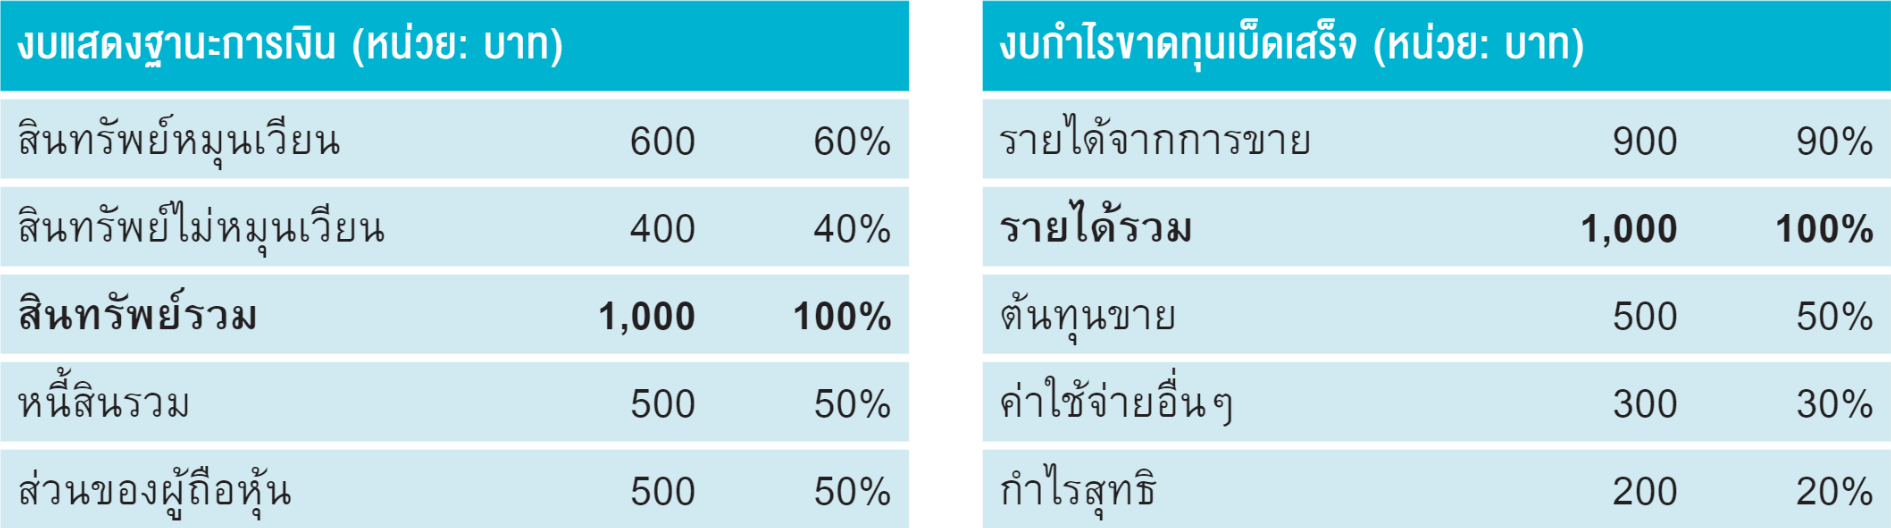 งบแสดงฐานะการเงิน (หน่วย: บาท)
สินทรัพย์หมุนเวียน 600 60%
สินทรัพย์ไม่หมุนเวียน 400 40%
สินทรัพย์รวม 1,000 100%
หนี้สินรวม 500 50%
ส่วนของผู้ถือหุ้น 500 50%
งบกำไรขาดทุนเบ็ดเสร็จ (หน่วย: บาท)
รายได้จากการขาย 900 90%
รายได้รวม 1,000 100%
ต้นทุนขาย 500 50%
ค่าใช้จ่ายอื่นๆ 300 30%
กำไรสุทธิ 200 20%